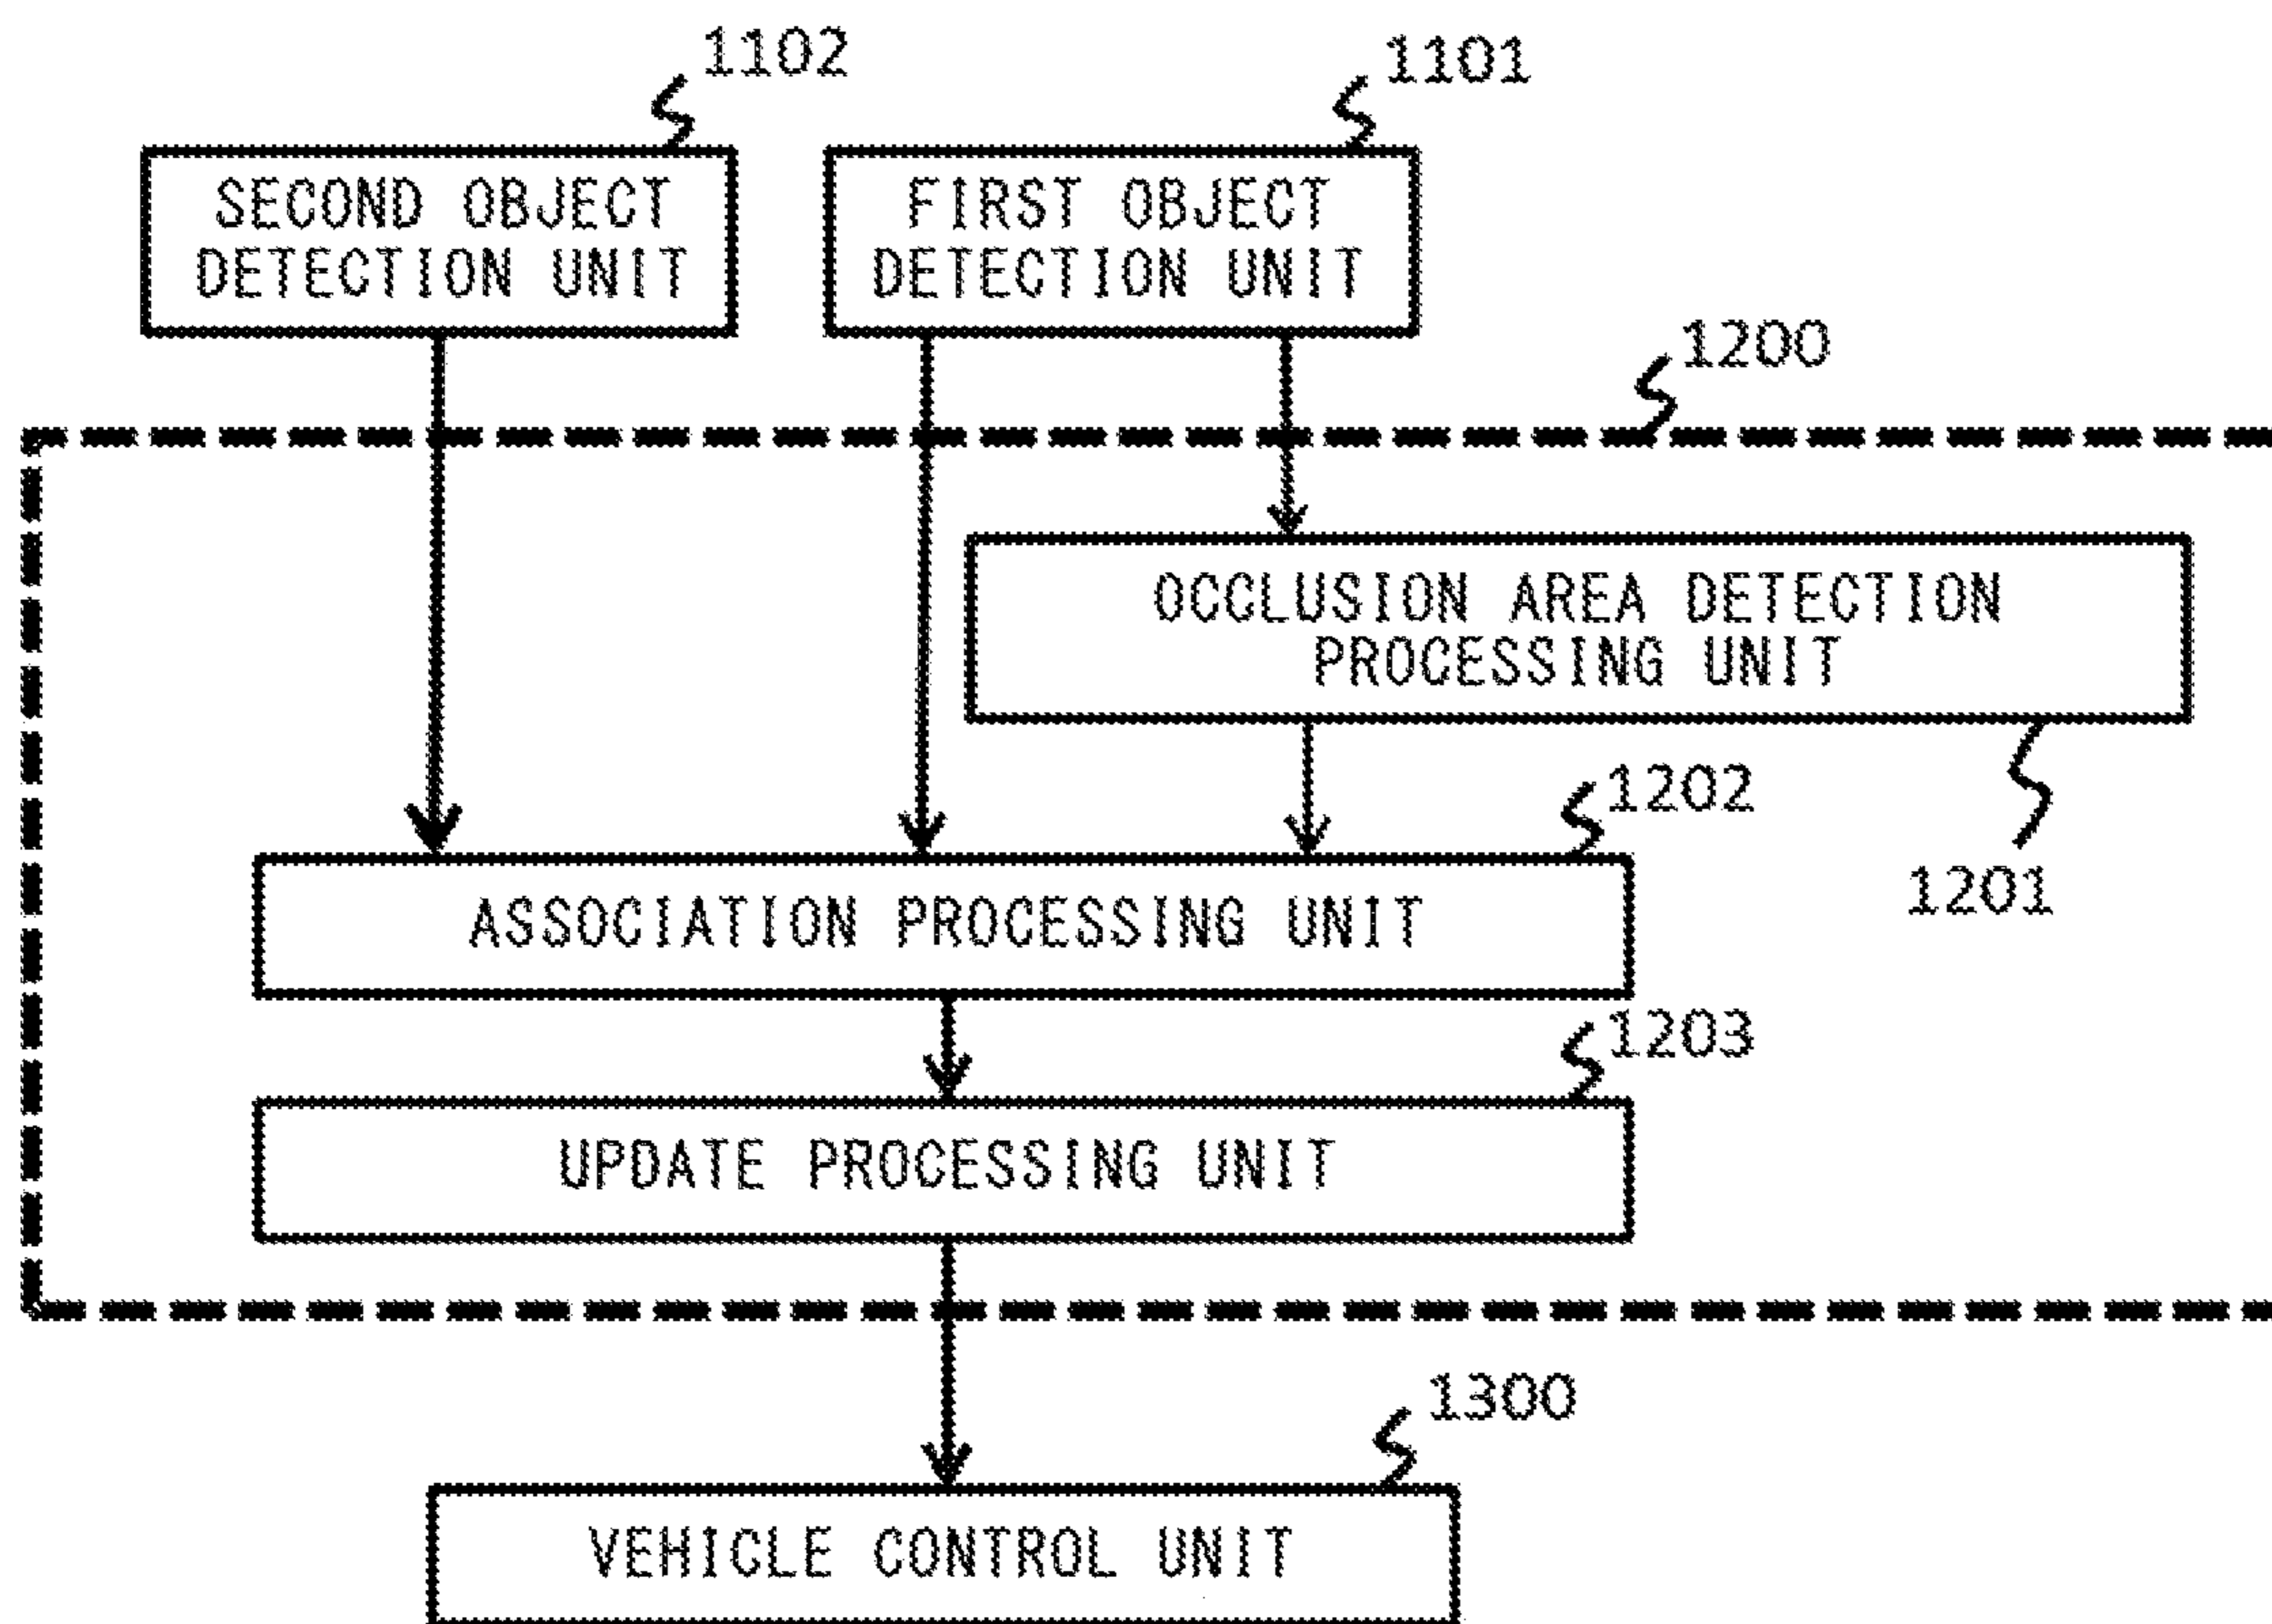 1102
1101
SECOND OBJECT
DETECTION UNIT
FIRST OBJECT
DETECTION UNIT
1200
OCCLUSION AREA DETECTION
PROCESSING UNIT
1202
1201
ASSOCIATION PROCESSING UNIT
1203
UPDATE PROCESSING UNIT
1300
VEHICLE CONTROL UNIT